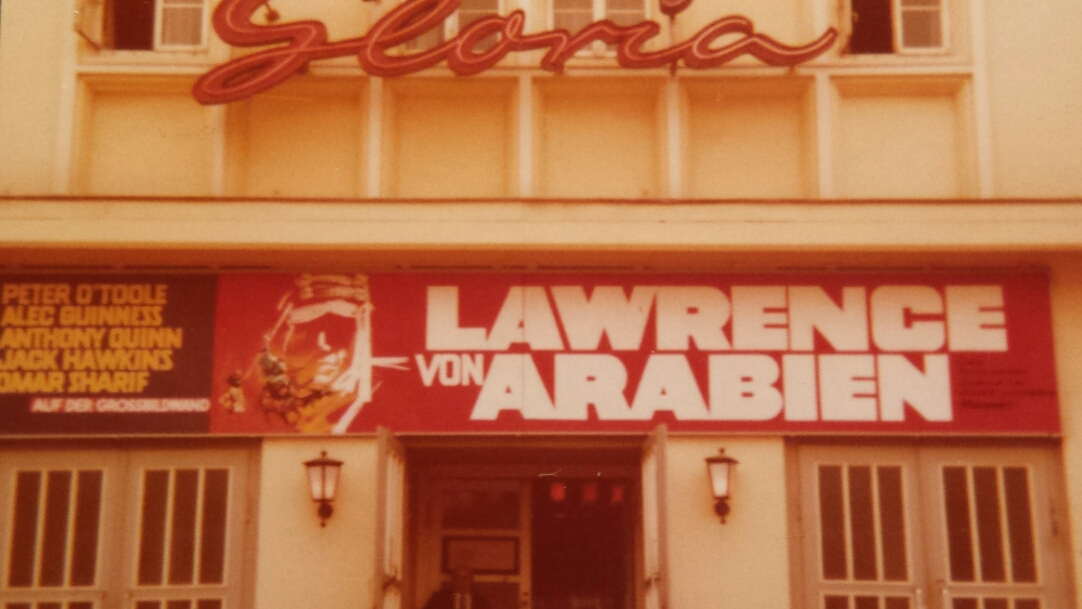 Gloria
PETER O'TOOLE
ALEC GUINNESS
ANTHONY QUINN
JACK HAWKINS
OMAR SHARIF
AUF DER GROSSBILDWAND
LAWRENCE
VON ARABIEN